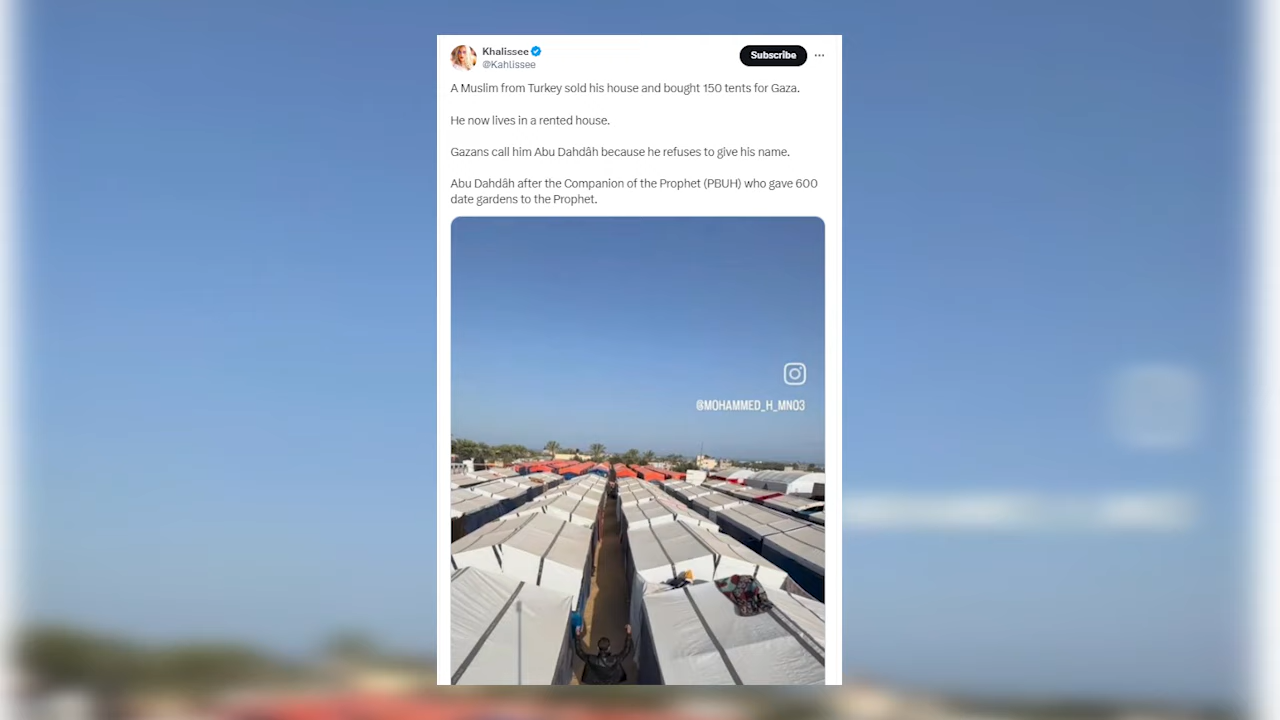 Khalissee
Subscribe
@Kahlissee
A Muslim from Turkey sold his house and bought 150 tents for Gaza.
He now lives in a rented house.
Gazans call him Abu Dahdâh because he refuses to give his name.
Abu Dahdâh after the Companion of the Prophet (PBUH) who gave 600
date gardens to the Prophet.
@MOHAMMED_H_MN03